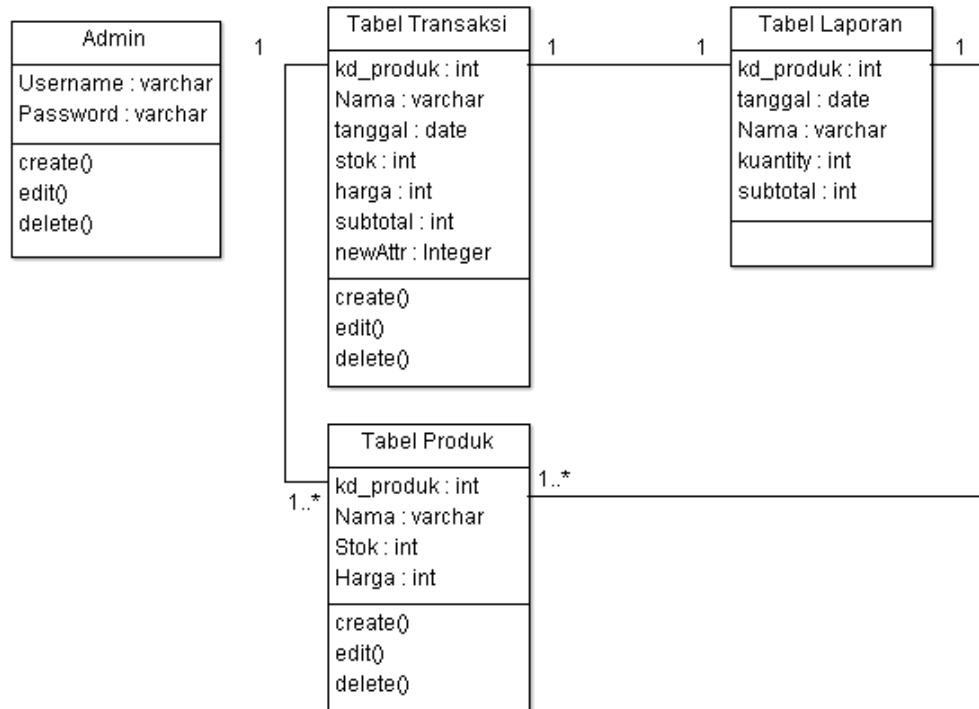 Admin
Username : varchar
Password : varchar
create()
edit()
delete()
1
Tabel Transaksi
kd_produk : int
Nama : varchar
tanggal : date
stok : int
harga : int
subtotal : int
newAttr : Integer
create()
edit()
delete()
1
1
Tabel Laporan
kd_produk : int
tanggal : date
Nama : varchar
kuantity : int
subtotal : int
1
1..*
Tabel Produk
kd_produk : int
Nama : varchar
Stok : int
Harga : int
create()
edit()
delete()
1..*